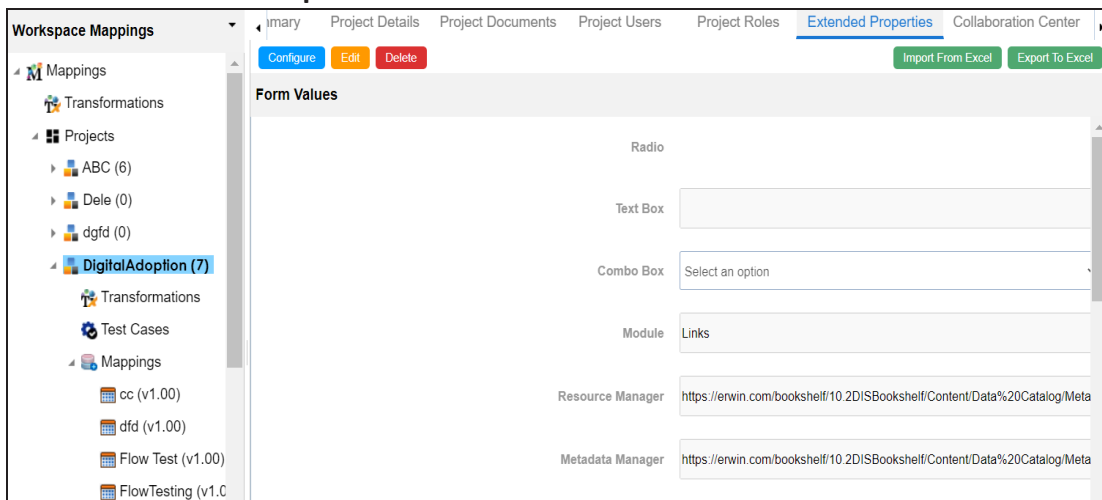 Workspace Mappings
Mappings
Transformations
Projects
ABC (6)
Dele (0)
dgfd (0)
DigitalAdoption (7)
Transformations
Test Cases
Mappings
cc (v1.00)
dfd (v1.00)
Flow Test (v1.00)
FlowTesting (v1.0
mary Project Details Project Documents Project Users Project Roles Extended Properties Collaboration Center
Configure Edit Delete Import From Excel Export To Excel
Form Values
Radio
Text Box
Combo Box Select an option
Module Links
Resource Manager https://erwin.com/bookshelf/10.2DISBookshelf/Content/Data%20Catalog/Meta
Metadata Manager https://erwin.com/bookshelf/10.2DISBookshelf/Content/Data%20Catalog/Meta